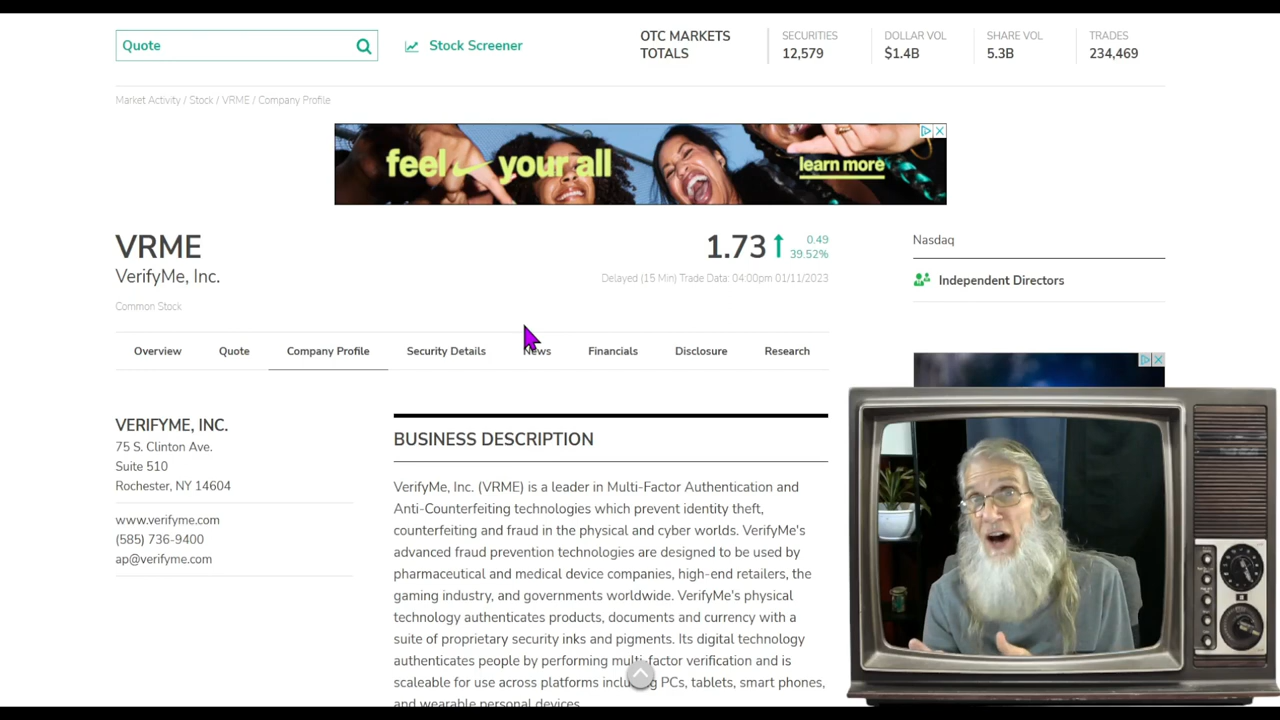 Quote
Stock Screener
OTC MARKETS
TOTALS
SECURITIES
12,579
DOLLAR VOL
$1.4B
SHARE VOL
5.3B
TRADES
234,469
Market Activity / Stock / VRME / Company Profile
feel your all
learn more
VRME
VerifyMe, Inc.
Common Stock
1.73
0.49
39.52%
Delayed (15 Min) Trade Data: 04:00pm 01/11/2023
Nasdaq
Independent Directors
Overview
Quote
Company Profile
Security Details
News
Financials
Disclosure
Research
VERIFYME, INC.
75 S. Clinton Ave.
Suite 510
Rochester, NY 14604
www.verifyme.com
(585) 736-9400
ap@verifyme.com
BUSINESS DESCRIPTION
VerifyMe, Inc. (VRME) is a leader in Multi-Factor Authentication and
Anti-Counterfeiting technologies which prevent identity theft,
counterfeiting and fraud in the physical and cyber worlds. VerifyMe's
advanced fraud prevention technologies are designed to be used by
pharmaceutical and medical device companies, high-end retailers, the
gaming industry, and governments worldwide. VerifyMe's physical
technology authenticates products, documents and currency with a
suite of proprietary security inks and pigments. Its digital technology
authenticates people by performing multi-factor verification and is
scaleable for use across platforms including PCs, tablets, smart phones,
and wearable personal devices.